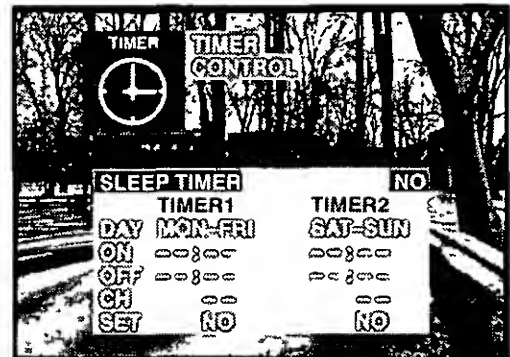 TIMER
TIMER
CONTROL
SLEEP TIMER NO
TIMER1 TIMER2
DAY MON-FRI SAT-SUN
ON --:-- --:--
OFF --:-- --:--
CH -- --
SET NO NO